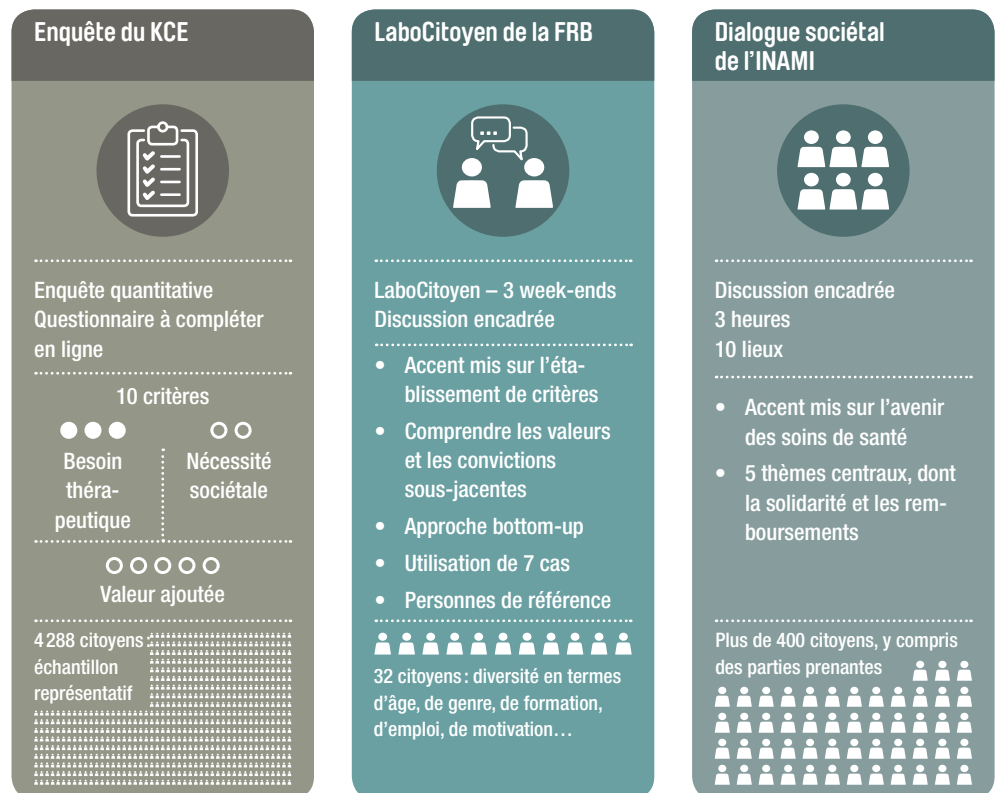 Enquête du KCE
Enquête quantitative
Questionnaire à compléter
en ligne
10 critères
Besoin
théra-
peutique
Nécessité
sociétale
Valeur ajoutée
4 288 citoyens :
échantillon
représentatif
LaboCitoyen de la FRB
...
LaboCitoyen – 3 week-ends
Discussion encadrée
• Accent mis sur l’éta-
blissement de critères
• Comprendre les valeurs
et les convictions
sous-jacentes
• Approche bottom-up
• Utilisation de 7 cas
• Personnes de référence
32 citoyens : diversité en termes
d’âge, de genre, de formation,
d’emploi, de motivation…
Dialogue sociétal
de l’INAMI
Discussion encadrée
3 heures
10 lieux
• Accent mis sur l’avenir
des soins de santé
• 5 thèmes centraux, dont
la solidarité et les rem-
boursements
Plus de 400 citoyens, y compris
des parties prenantes